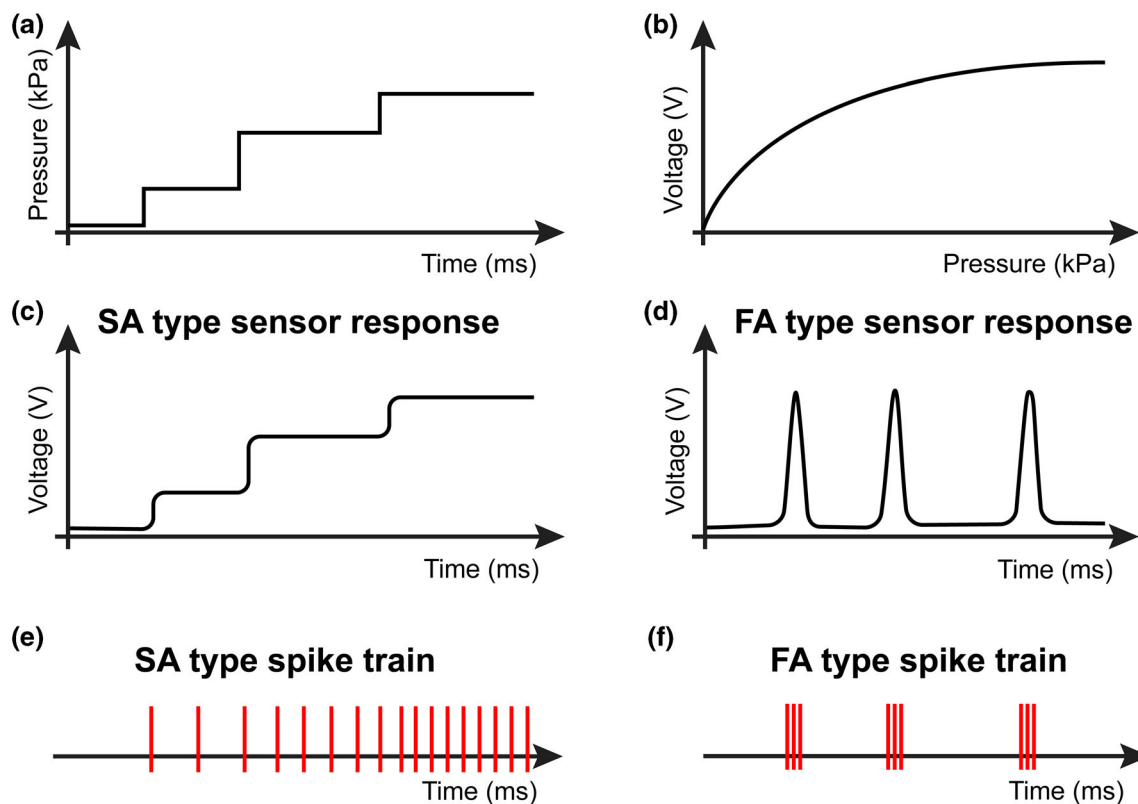 (a)
Pressure (kPa)
Time (ms)
(b)
Voltage (V)
Pressure (kPa)
(c)
SA type sensor response
Voltage (V)
Time (ms)
(d)
FA type sensor response
Voltage (V)
Time (ms)
(e)
SA type spike train
Time (ms)
(f)
FA type spike train
Time (ms)